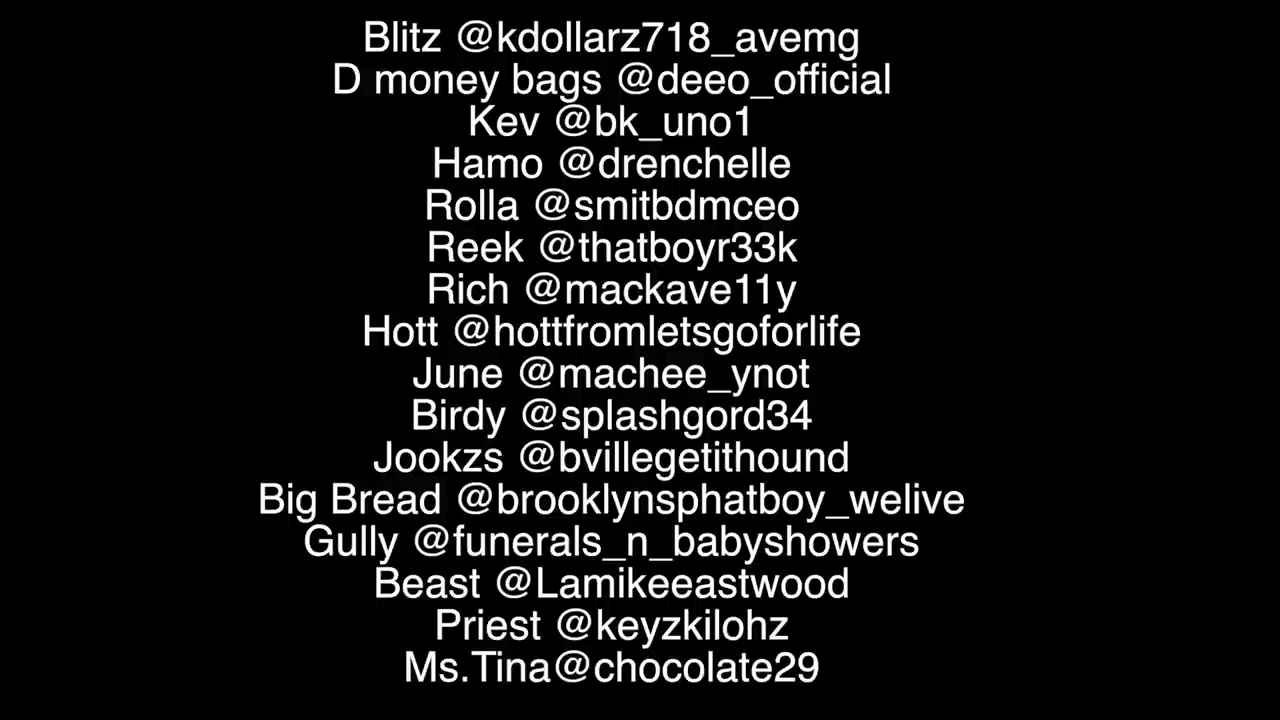 Blitz @kdollarz718_avemg
D money bags @deeo_official
Kev @bk_uno1
Hamo @drenchelle
Rolla @smitbdmceo
Reek @thatboyr33k
Rich @mackave11y
Hott @hottfromletsgoforlife
June @machee_ynot
Birdy @splashgord34
Jookzs @bvillegetithound
Big Bread @brooklynsphatboy_welive
Gully @funerals_n_babyshowers
Beast @Lamikeeastwood
Priest @keyzkilohz
Ms.Tina@chocolate29